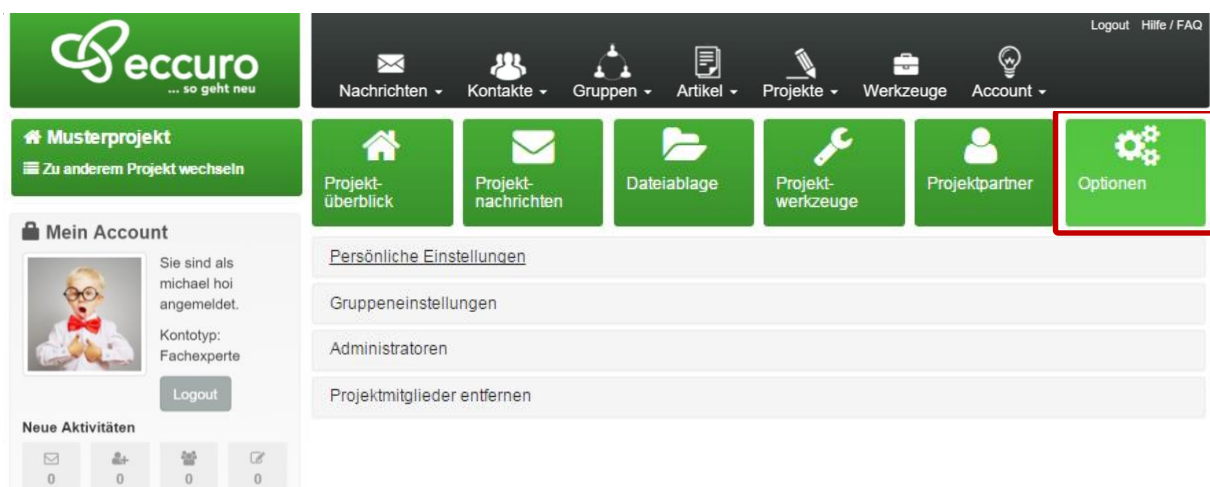 eccuro
... so geht neu
Logout Hilfe / FAQ
Nachrichten Kontakte Gruppen Artikel Projekte Werkzeuge Account
Musterprojekt
Zu anderem Projekt wechseln
Projekt-
überblick
Projekt-
nachrichten
Dateiablage
Projekt-
werkzeuge
Projektpartner
Optionen
Mein Account
Sie sind als
michael hoi
angemeldet.
Kontotyp:
Fachexperte
Logout
Neue Aktivitäten
0 0 0 0
Persönliche Einstellungen
Gruppeneinstellungen
Administratoren
Projektmitglieder entfernen